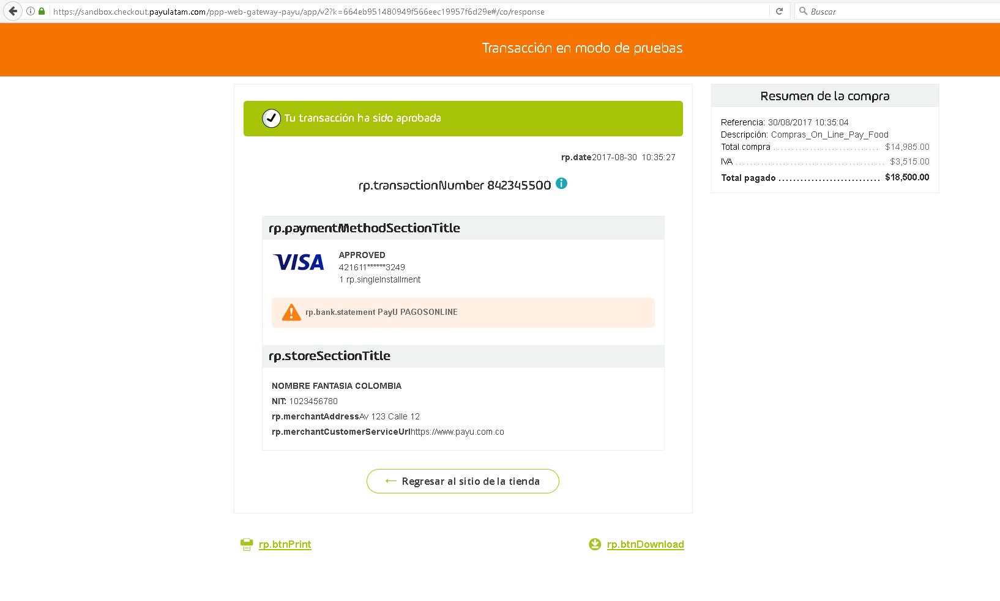 https://sandbox.checkout.payulatam.com/ppp-web-gateway-payu/app/v2?k=664eb951480949f566eec19957f6d29e#/co/response
Buscar
Transacción en modo de pruebas
Tu transacción ha sido aprobada
rp.date2017-08-30 10:35:27
rp.transactionNumber 842345500
rp.paymentMethodSectionTitle
VISA
APPROVED
421611******3249
1 rp.singleInstallment
rp.bank.statement PayU PAGOSONLINE
rp.storeSectionTitle
NOMBRE FANTASIA COLOMBIA
NIT: 1023456780
rp.merchantAddressAv 123 Calle 12
rp.merchantCustomerServiceUrlhttps://www.payu.com.co
← Regresar al sitio de la tienda
rp.btnPrint
rp.btnDownload
Resumen de la compra
Referencia: 30/08/2017 10:35:04
Descripción: Compras_On_Line_Pay_Food
Total compra ............................. $14,985.00
IVA ......................................... $3,515.00
Total pagado ........................... $18,500.00